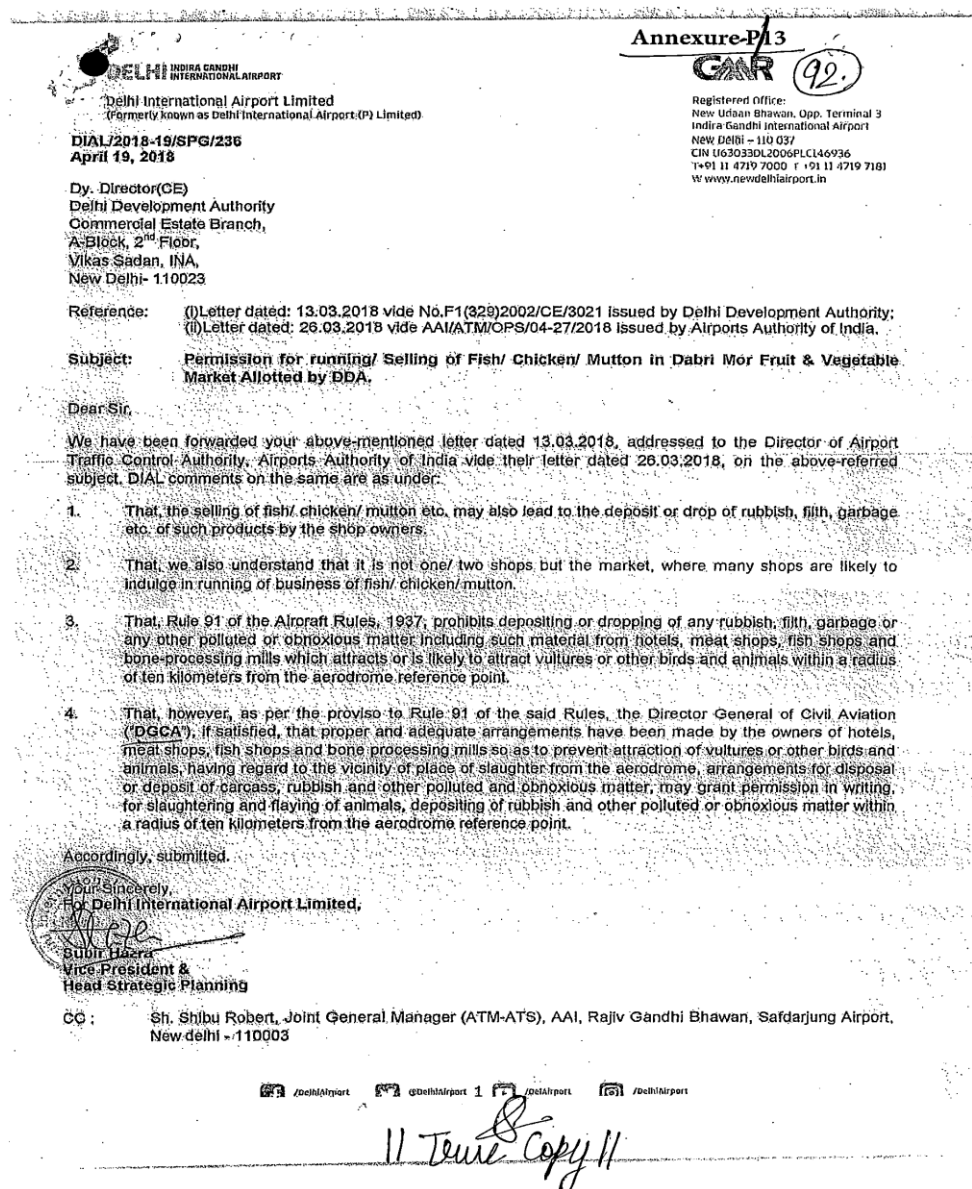 Annexure-P/13
DELHI INDIRA GANDHI
INTERNATIONAL AIRPORT
GMR
92.
Delhi International Airport Limited
(Formerly known as Delhi International Airport (P) Limited)
Registered Office:
New Udaan Bhawan, Opp. Terminal 3
Indira Gandhi International Airport
New Delhi – 110 037
CIN U63033DL2006PLC146936
T+91 11 4719 7000 F +91 11 4719 7181
W www.newdelhiairport.in
DIAL/2018-19/SPG/236
April 19, 2018
Dy. Director(CE)
Delhi Development Authority
Commercial Estate Branch,
A-Block, 2nd Floor,
Vikas Sadan, INA,
New Delhi- 110023
Reference: (i)Letter dated: 13.03.2018 vide No.F1(329)2002/CE/3021 issued by Delhi Development Authority;
(ii)Letter dated: 26.03.2018 vide AAI/ATM/OPS/04-27/2018 issued by Airports Authority of India.
Subject: Permission for running/ Selling of Fish/ Chicken/ Mutton in Dabri Mor Fruit & Vegetable
Market Allotted by DDA.
Dear Sir,
We have been forwarded your above-mentioned letter dated 13.03.2018, addressed to the Director of Airport
Traffic Control Authority, Airports Authority of India vide their letter dated 26.03.2018, on the above-referred
subject. DIAL comments on the same are as under:
1. That, the selling of fish/ chicken/ mutton etc. may also lead to the deposit or drop of rubbish, filth, garbage
etc. of such products by the shop owners.
2. That, we also understand that it is not one/ two shops but the market, where many shops are likely to
indulge in running of business of fish/ chicken/ mutton.
3. That, Rule 91 of the Aircraft Rules, 1937, prohibits depositing or dropping of any rubbish, filth, garbage or
any other polluted or obnoxious matter including such material from hotels, meat shops, fish shops and
bone-processing mills which attracts or is likely to attract vultures or other birds and animals within a radius
of ten kilometers from the aerodrome reference point.
4. That, however, as per the proviso to Rule 91 of the said Rules, the Director General of Civil Aviation
("DGCA"), if satisfied, that proper and adequate arrangements have been made by the owners of hotels,
meat shops, fish shops and bone processing mills so as to prevent attraction of vultures or other birds and
animals, having regard to the vicinity of place of slaughter from the aerodrome, arrangements for disposal
or deposit of carcass, rubbish and other polluted and obnoxious matter, may grant permission in writing,
for slaughtering and flaying of animals, depositing of rubbish and other polluted or obnoxious matter within
a radius of ten kilometers from the aerodrome reference point.
Accordingly, submitted.
Your Sincerely,
For Delhi International Airport Limited,
Subir Hazra
Vice President &
Head Strategic Planning
CC : Sh. Shibu Robert, Joint General Manager (ATM-ATS), AAI, Rajiv Gandhi Bhawan, Safdarjung Airport,
New delhi - 110003
/DelhiAirport @DelhiAirport 1 /DelAirport /DelhiAirport
|| True Copy ||